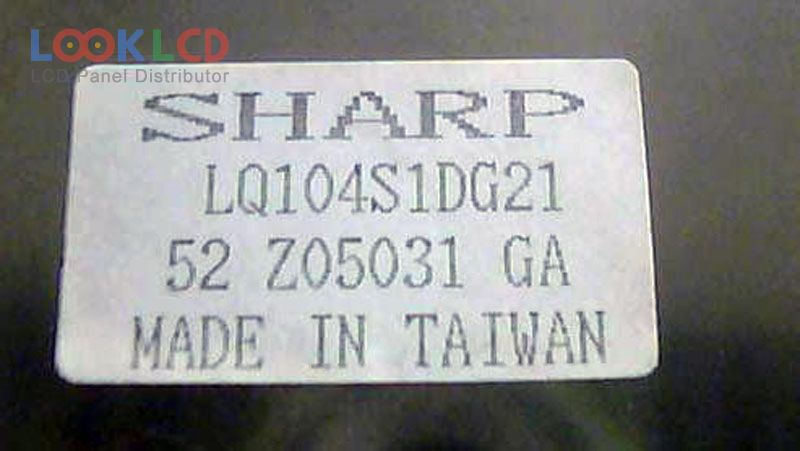 LOOKLCD
LCD Panel Distributor
SHARP
LQ104S1DG21
52 Z05031 GA
MADE IN TAIWAN